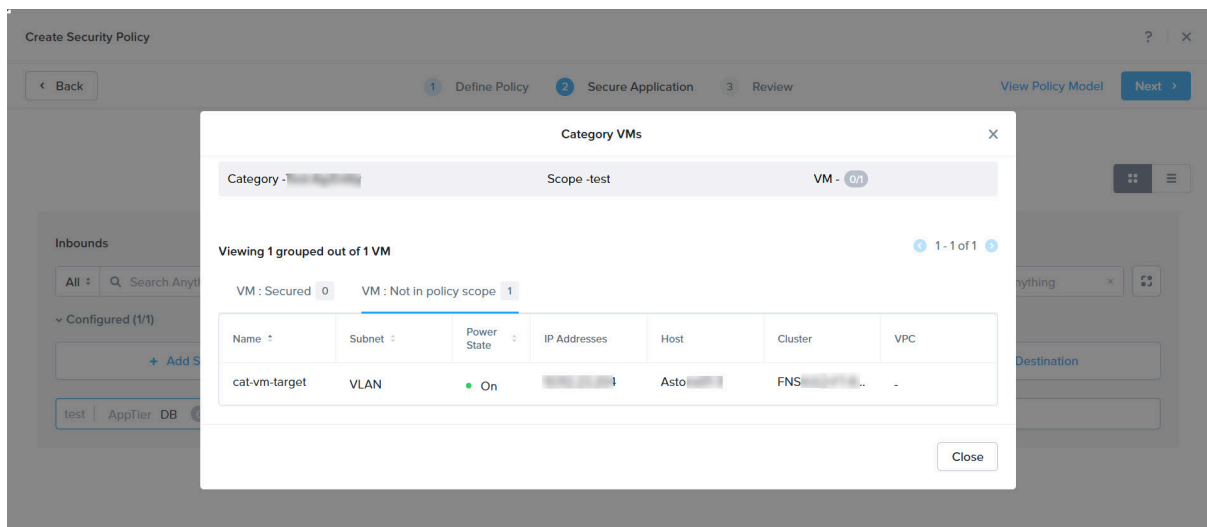 Create Security Policy
?
Back
1 Define Policy 2 Secure Application 3 Review
View Policy Model
Next
Category VMs
Category -
Scope -test
VM - 0/1
Inbounds
Viewing 1 grouped out of 1 VM
1 - 1 of 1
All
Search Anyt
ything
VM : Secured 0
VM : Not in policy scope 1
Configured (1/1)
Name
Subnet
Power State
IP Addresses
Host
Cluster
VPC
+ Add S
Destination
cat-vm-target
VLAN
On
4
Asto
FNS
..
-
test
AppTier DB
Close